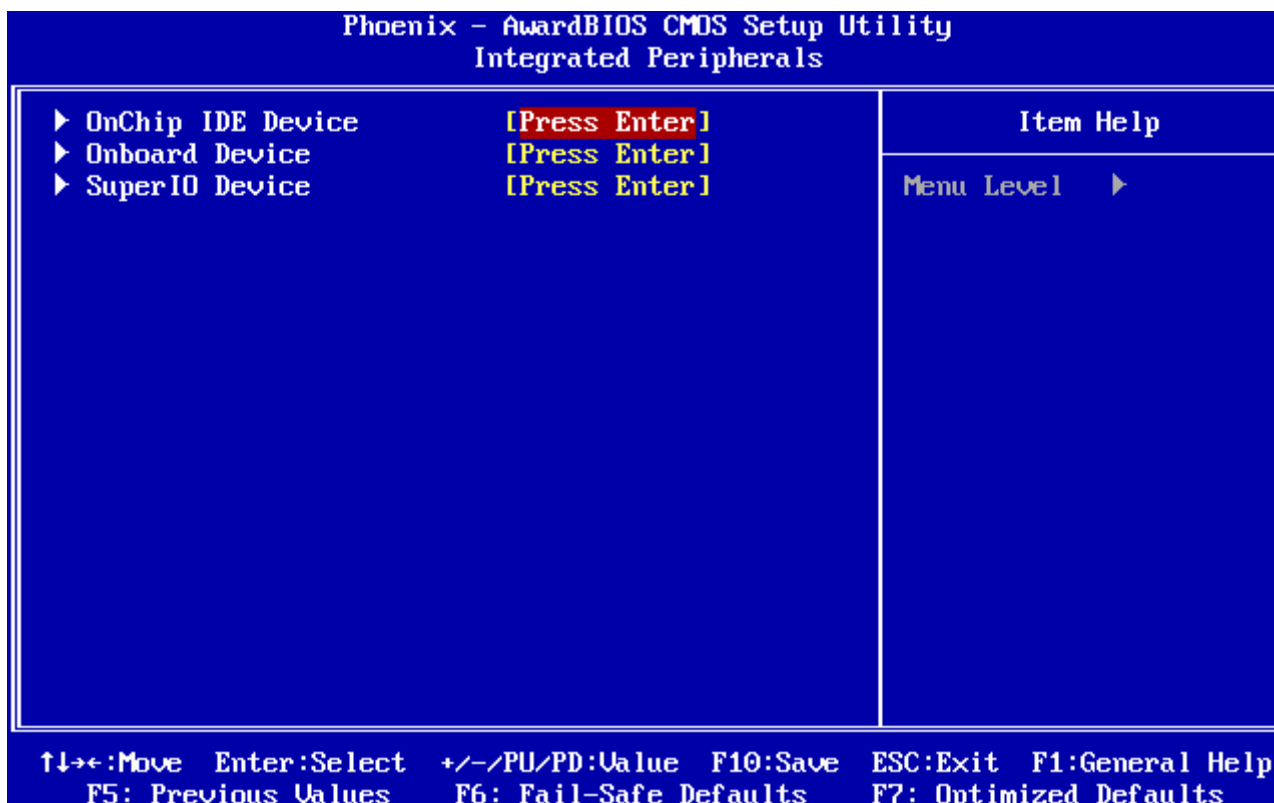 Phoenix - AwardBIOS CMOS Setup Utility
Integrated Peripherals
▶ OnChip IDE Device [Press Enter]
▶ Onboard Device [Press Enter]
▶ SuperIO Device [Press Enter]
Item Help
Menu Level ▶
↑↓→←:Move Enter:Select +/-/PU/PD:Value F10:Save ESC:Exit F1:General Help
F5: Previous Values F6: Fail-Safe Defaults F7: Optimized Defaults